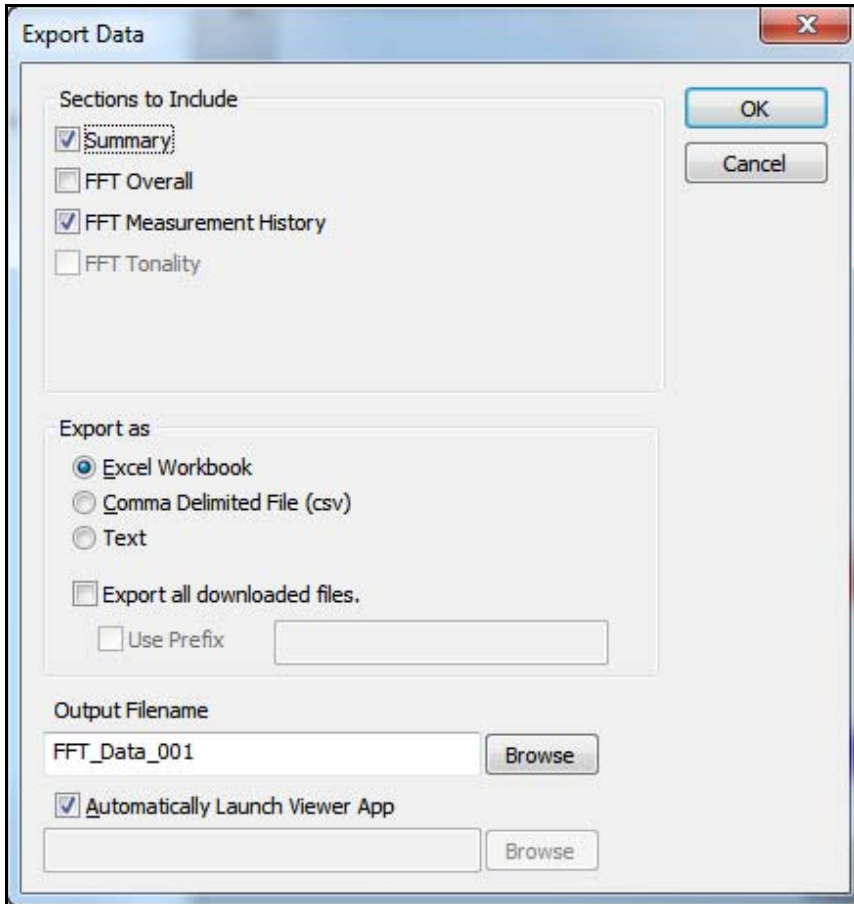 Export Data
Sections to Include
Summary
FFT Overall
FFT Measurement History
FFT Tonality
OK
Cancel
Export as
Excel Workbook
Comma Delimited File (csv)
Text
Export all downloaded files.
Use Prefix
Output Filename
FFT_Data_001
Browse
Automatically Launch Viewer App
Browse